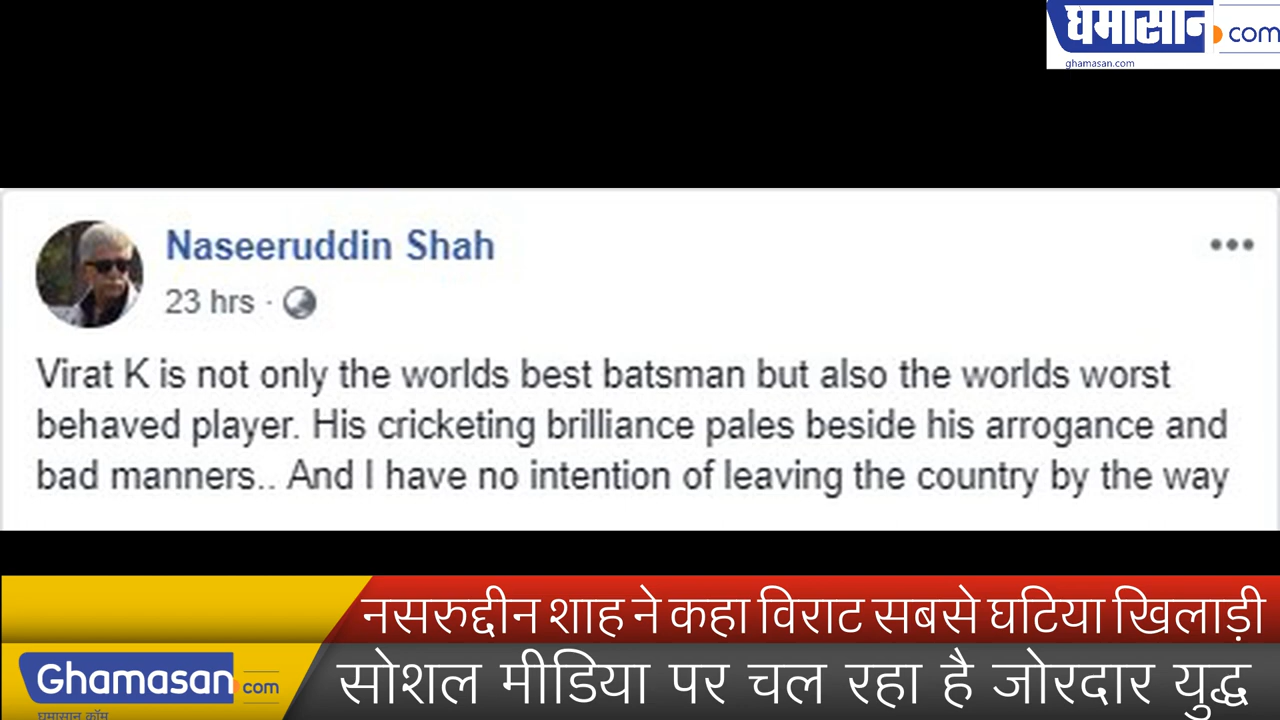 घमासान com
ghamasan.com
Naseeruddin Shah
23 hrs ·
Virat K is not only the worlds best batsman but also the worlds worst
behaved player. His cricketing brilliance pales beside his arrogance and
bad manners.. And I have no intention of leaving the country by the way
नसरुद्दीन शाह ने कहा विराट सबसे घटिया खिलाड़ी
सोशल मीडिया पर चल रहा है जोरदार युद्ध
Ghamasan com
घमासान कॉम